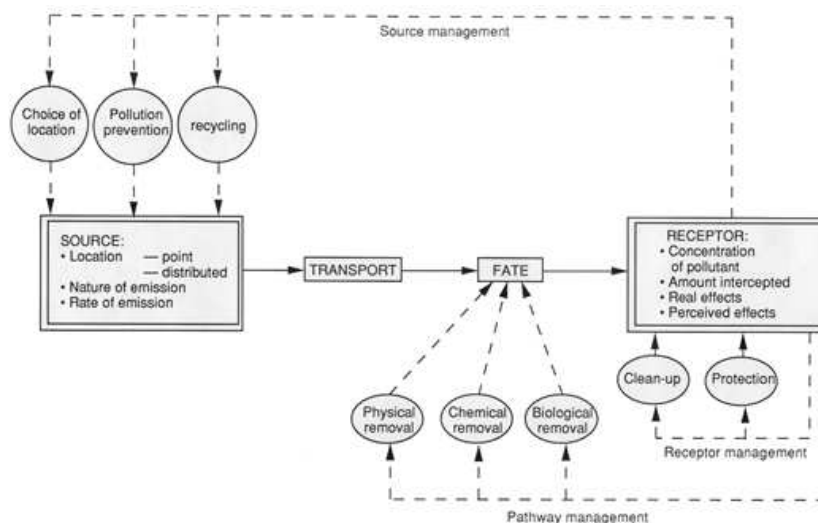 Source management
Choice of
location
Pollution
prevention
recycling
SOURCE:
• Location — point
— distributed
• Nature of emission
• Rate of emission
TRANSPORT
FATE
RECEPTOR:
• Concentration
of pollutant
• Amount intercepted
• Real effects
• Perceived effects
Clean-up
Protection
Physical
removal
Chemical
removal
Biological
removal
Receptor management
Pathway management